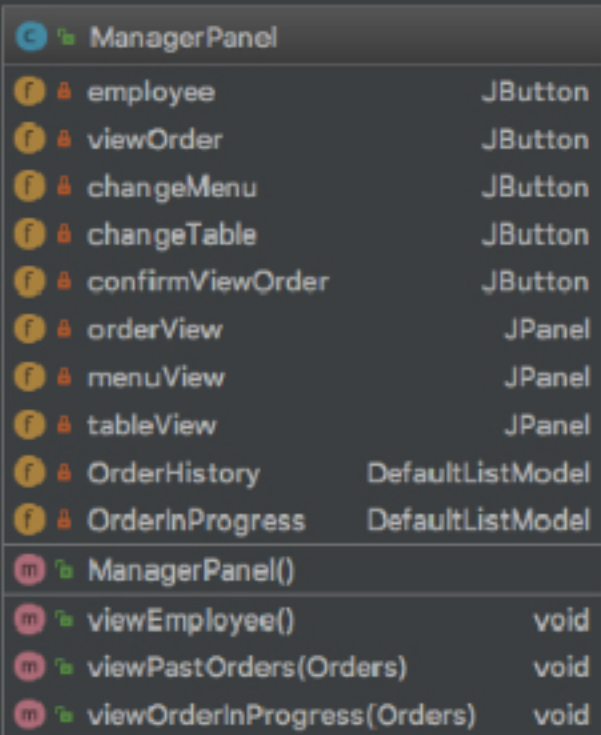 C ManagerPanel
f employee JButton
f viewOrder JButton
f changeMenu JButton
f changeTable JButton
f confirmViewOrder JButton
f orderView JPanel
f menuView JPanel
f tableView JPanel
f OrderHistory DefaultListModel
f OrderInProgress DefaultListModel
m ManagerPanel()
m viewEmployee() void
m viewPastOrders(Orders) void
m viewOrderInProgress(Orders) void